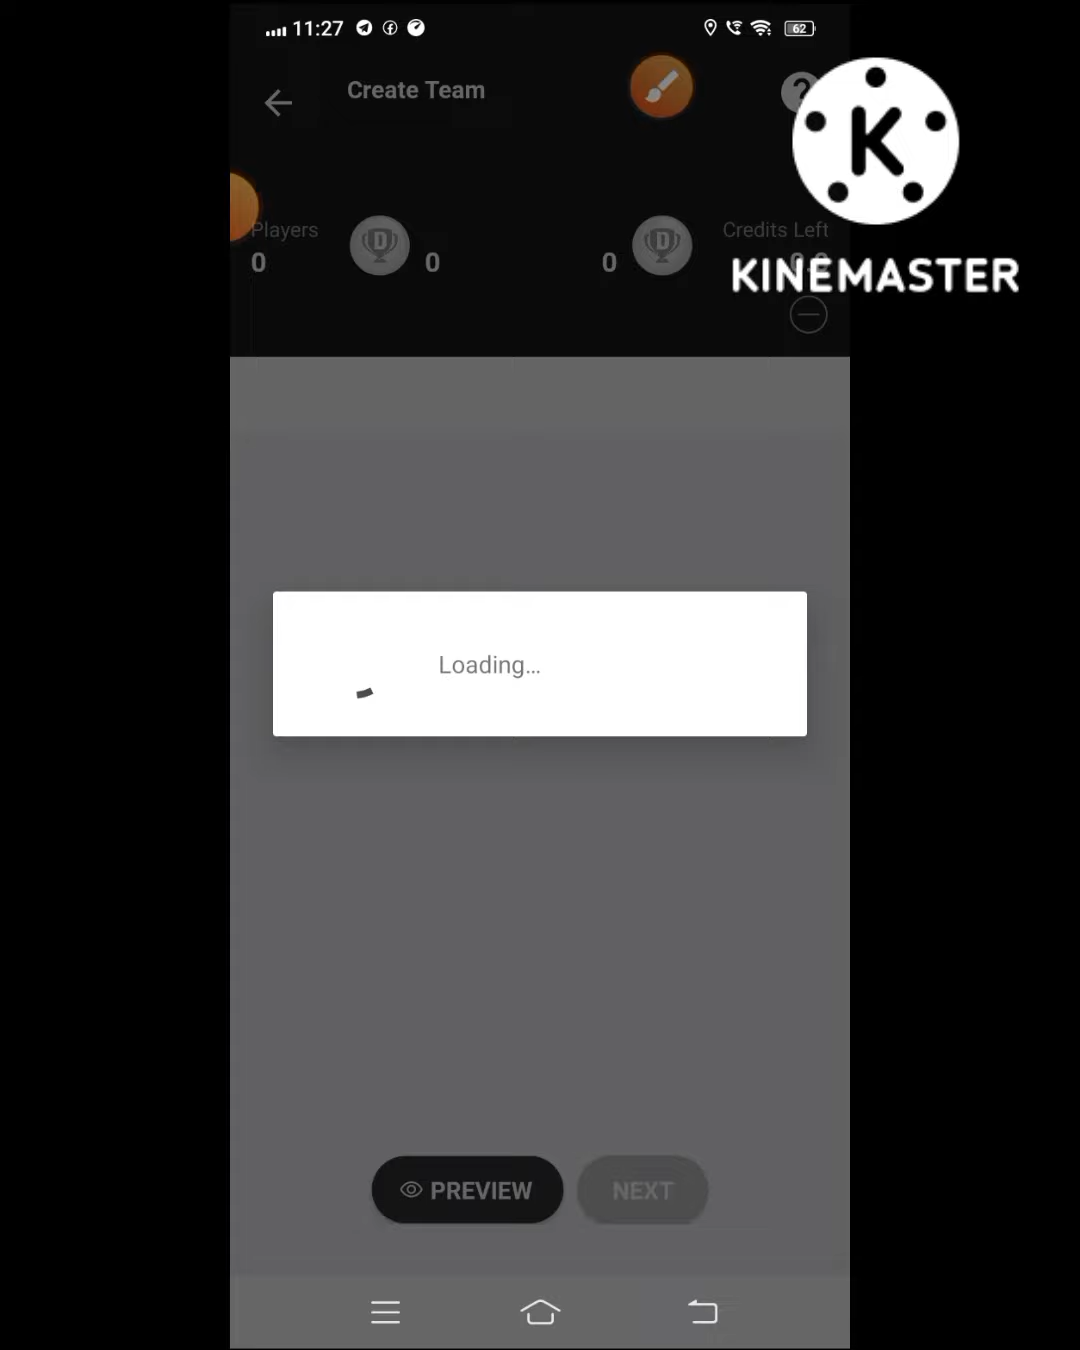 11:27
62
Create Team
?
K
Players
Credits Left
0
D
0
0
D
KINEMASTER
Loading...
PREVIEW
NEXT